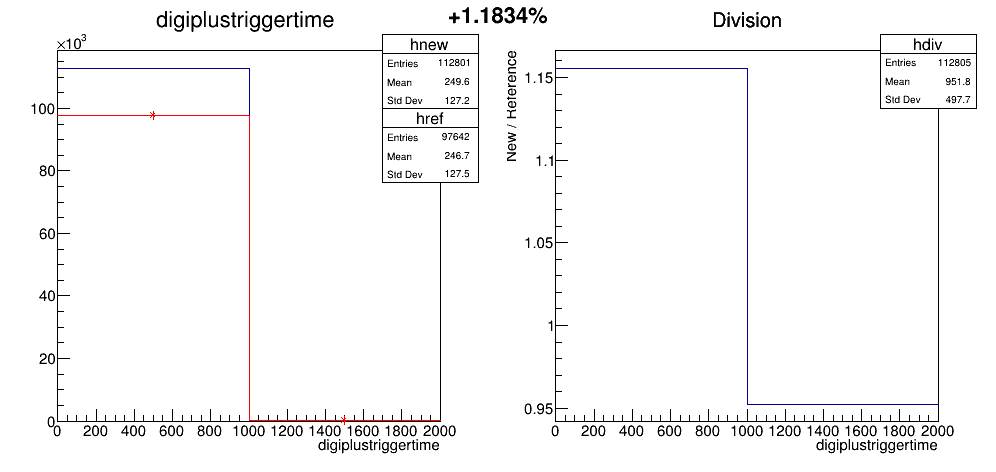 digiplustriggertime
+1.1834%
Division
×10³
hnew
Entries 112801
Mean 249.6
Std Dev 127.2
href
Entries 97642
Mean 246.7
Std Dev 127.5
100
80
60
40
20
0
0 200 400 600 800 1000 1200 1400 1600 1800 2000
digiplustriggertime
hdiv
Entries 112805
Mean 951.8
Std Dev 497.7
New / Reference
1.15
1.1
1.05
1
0.95
0 200 400 600 800 1000 1200 1400 1600 1800 2000
digiplustriggertime